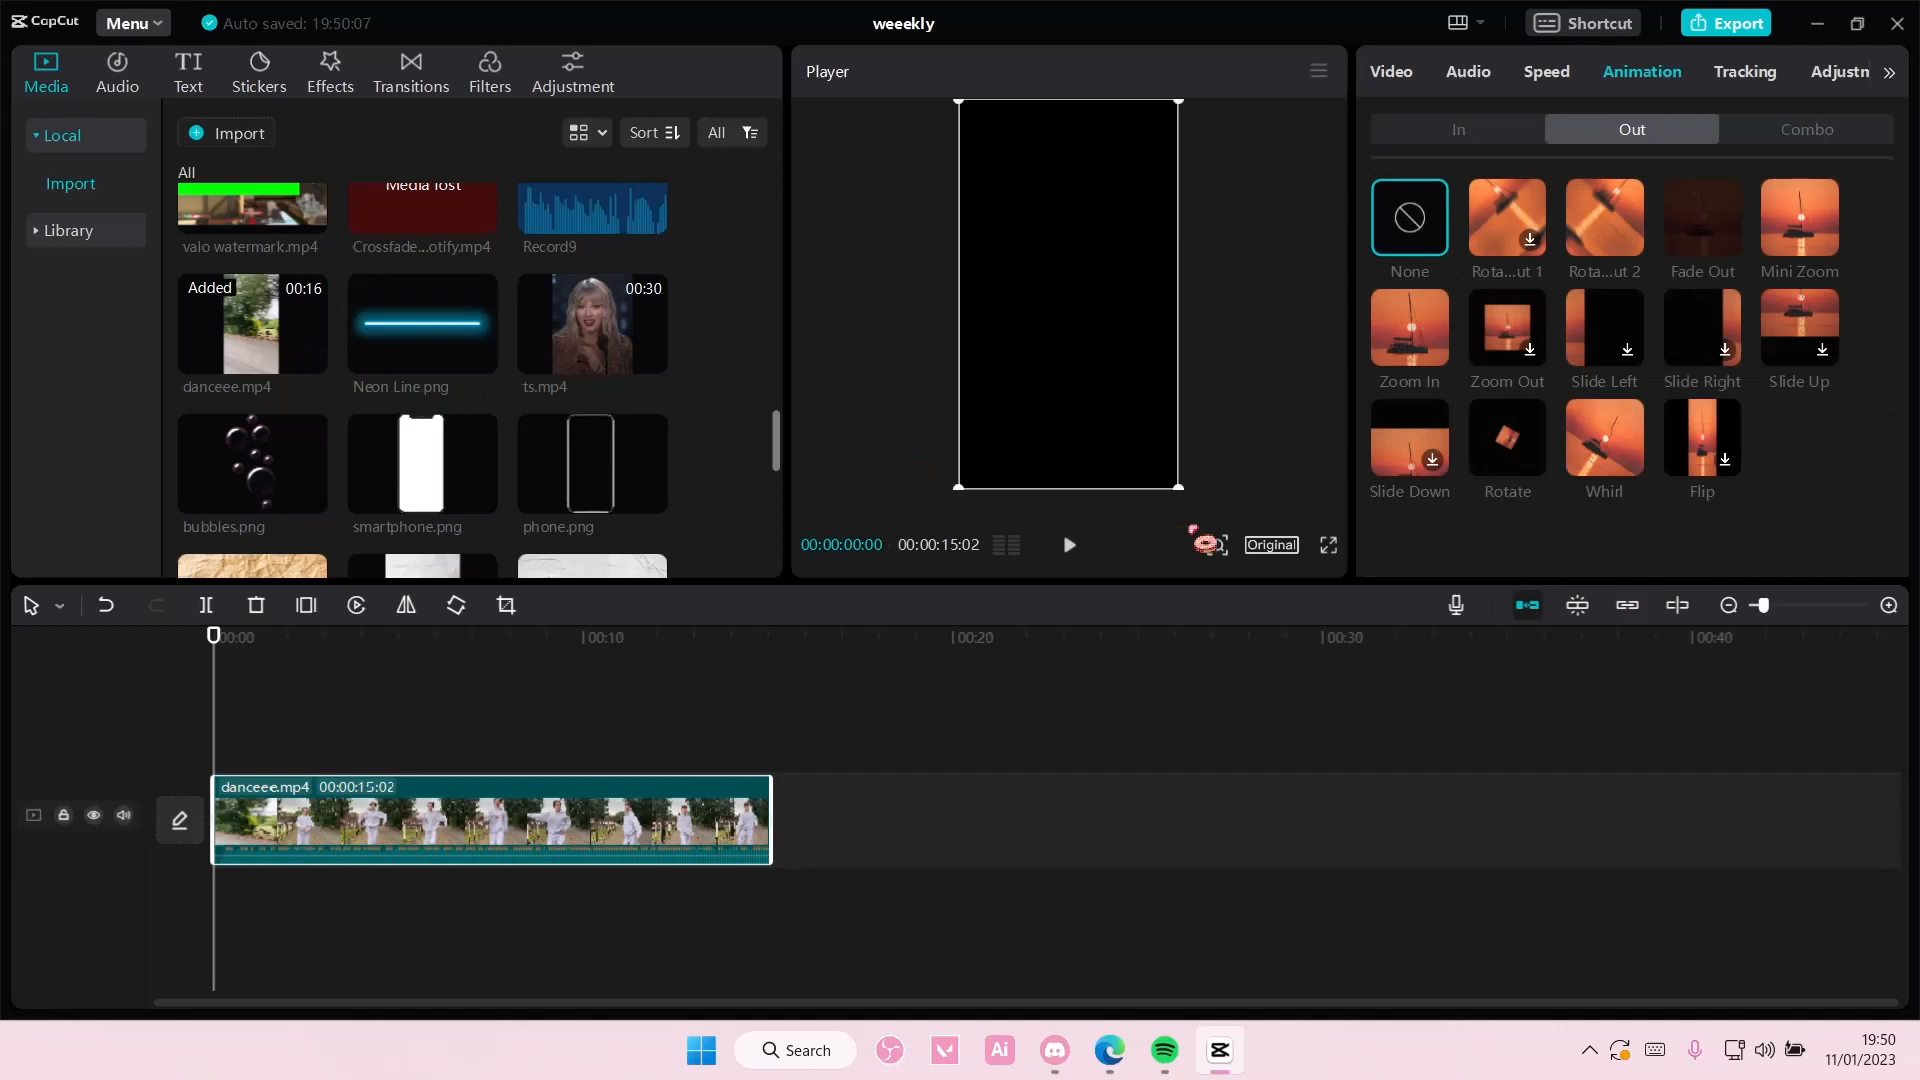 CapCut
Menu
Auto saved: 19:50:07
weeekly
Shortcut
Export
Media
Audio
TI
Text
Stickers
Effects
Transitions
Filters
Adjustment
Local
Import
Library
Import
Sort
All
All
valo watermark.mp4
Media lost
Crossfade...otify.mp4
Record9
Added
00:16
danceee.mp4
Neon Line.png
00:30
ts.mp4
bubbles.png
smartphone.png
phone.png
Player
00:00:00:00
00:00:15:02
Original
Video
Audio
Speed
Animation
Tracking
Adjustn
In
Out
Combo
None
Rota...ut 1
Rota...ut 2
Fade Out
Mini Zoom
Zoom In
Zoom Out
Slide Left
Slide Right
Slide Up
Slide Down
Rotate
Whirl
Flip
00:00
00:10
00:20
00:30
00:40
danceee.mp4 00:00:15:02
Search
Ai
19:50
11/01/2023